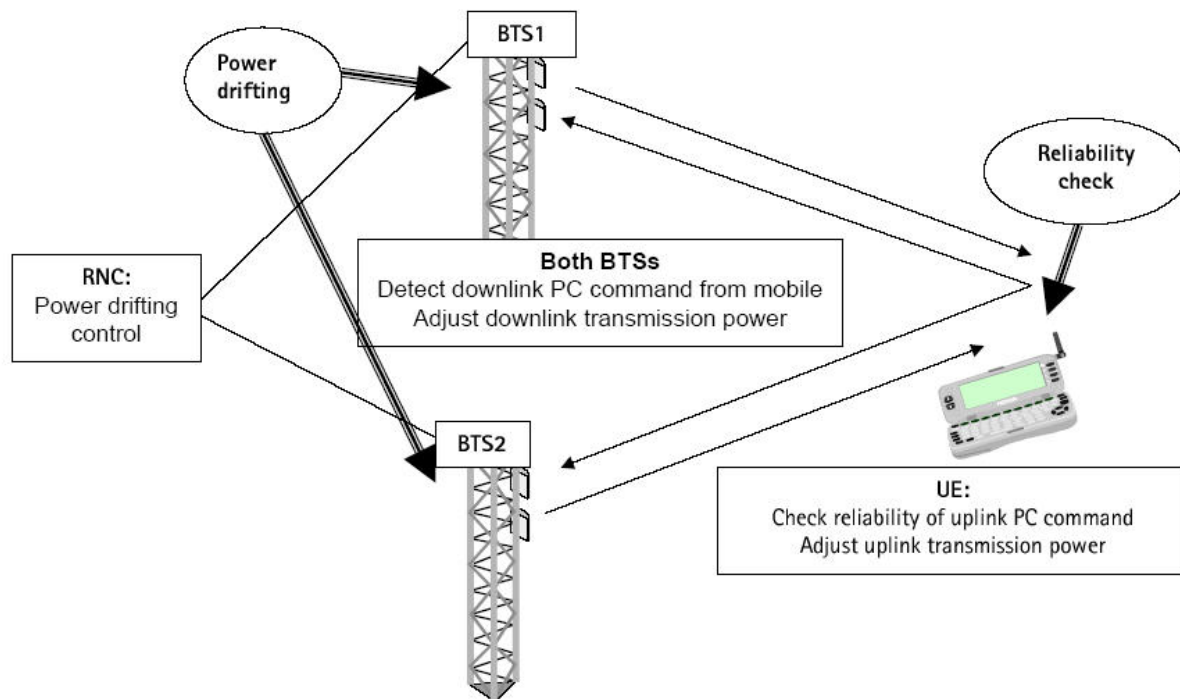 BTS1
Power
drifting
Reliability
check
Both BTSs
Detect downlink PC command from mobile
Adjust downlink transmission power
RNC:
Power drifting
control
BTS2
UE:
Check reliability of uplink PC command
Adjust uplink transmission power